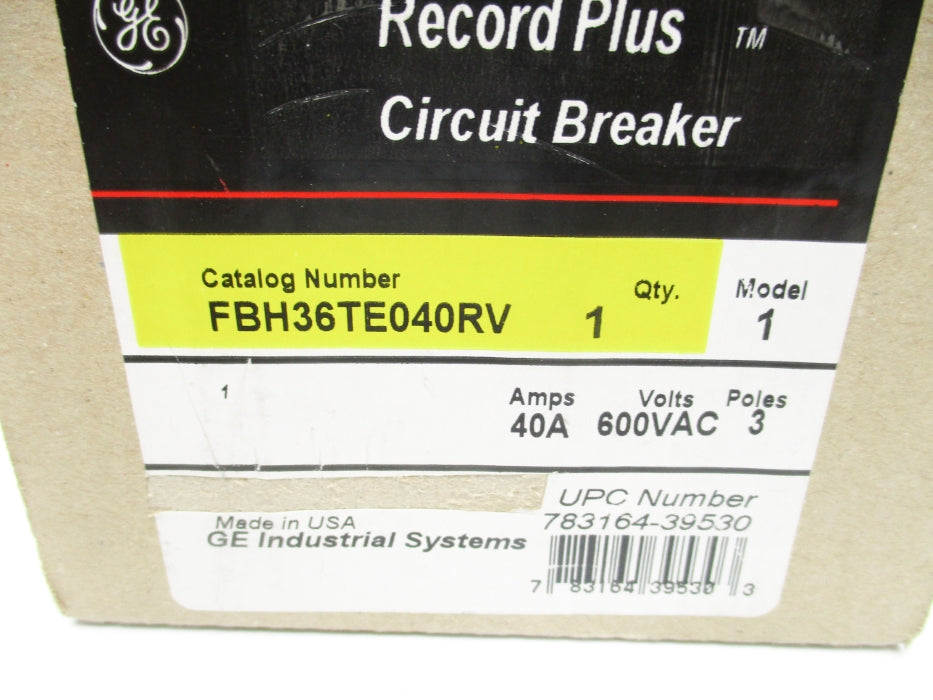 GE
Record Plus ™
Circuit Breaker
Catalog Number Qty. Model
FBH36TE040RV 1 1
1 Amps Volts Poles
40A 600VAC 3
UPC Number
Made in USA 783164-39530
GE Industrial Systems
7 83164 39530 3